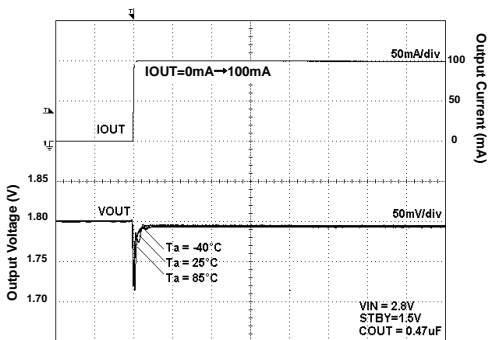 50mA/div
IOUT=0mA→100mA
IOUT
100
50
0
Output Current (mA)
1.85
1.80
1.75
1.70
Output Voltage (V)
VOUT
50mV/div
Ta = -40°C
Ta = 25°C
Ta = 85°C
VIN = 2.8V
STBY=1.5V
COUT = 0.47uF